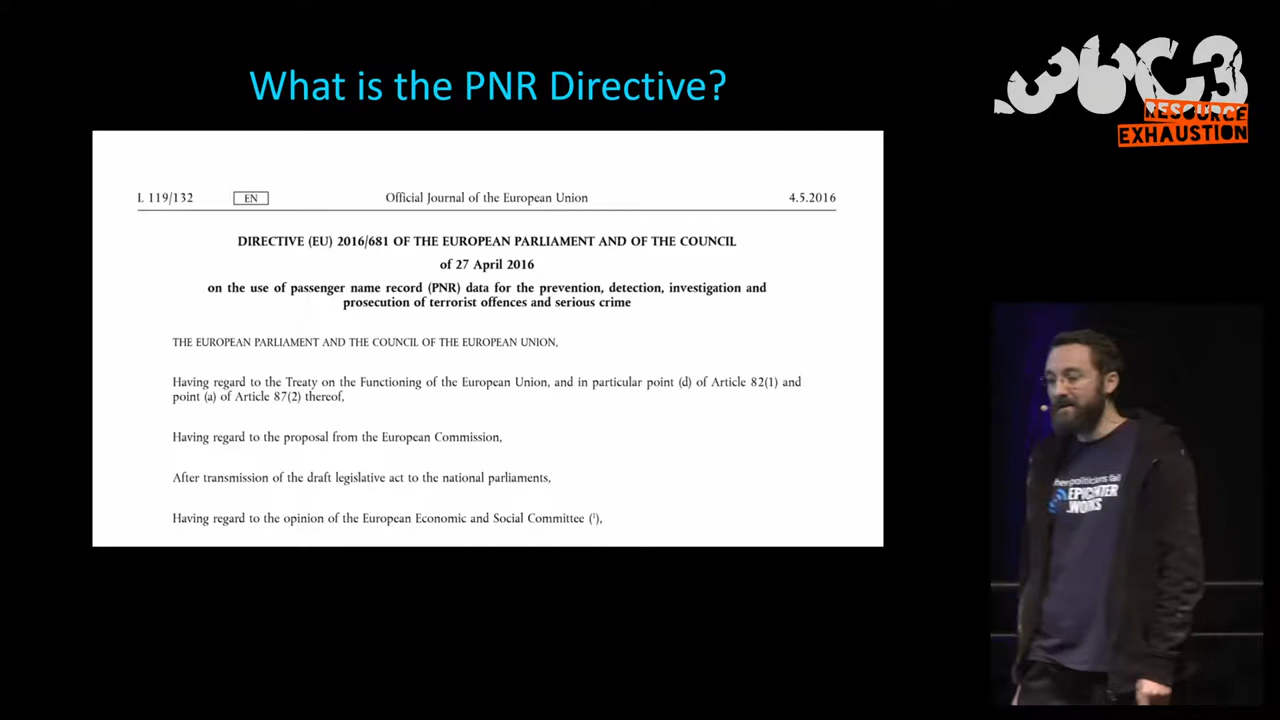 What is the PNR Directive?
36C3
RESOURCE
EXHAUSTION
L 119/132 EN Official Journal of the European Union 4.5.2016
DIRECTIVE (EU) 2016/681 OF THE EUROPEAN PARLIAMENT AND OF THE COUNCIL
of 27 April 2016
on the use of passenger name record (PNR) data for the prevention, detection, investigation and
prosecution of terrorist offences and serious crime
THE EUROPEAN PARLIAMENT AND THE COUNCIL OF THE EUROPEAN UNION,
Having regard to the Treaty on the Functioning of the European Union, and in particular point (d) of Article 82(1) and
point (a) of Article 87(2) thereof,
Having regard to the proposal from the European Commission,
After transmission of the draft legislative act to the national parliaments,
Having regard to the opinion of the European Economic and Social Committee (¹),
politicians fail
EPICENTER
.WORKS